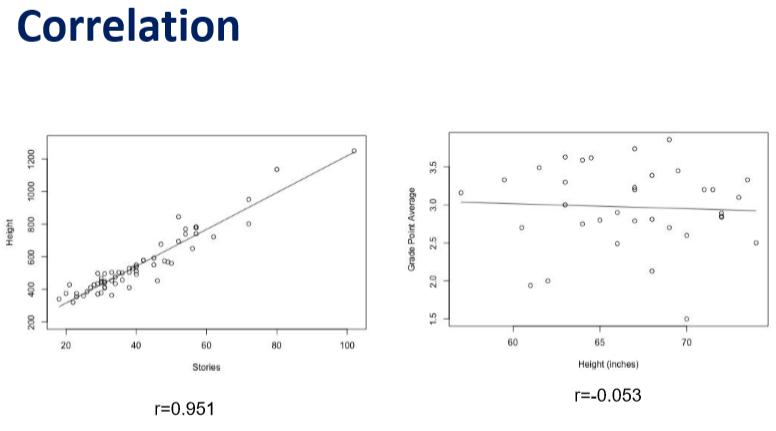 Correlation
Height
1200
1000
800
600
400
200
20 40 60 80 100
Stories
r=0.951
Grade Point Average
3.5
3.0
2.5
2.0
1.5
60 65 70
Height (inches)
r=-0.053